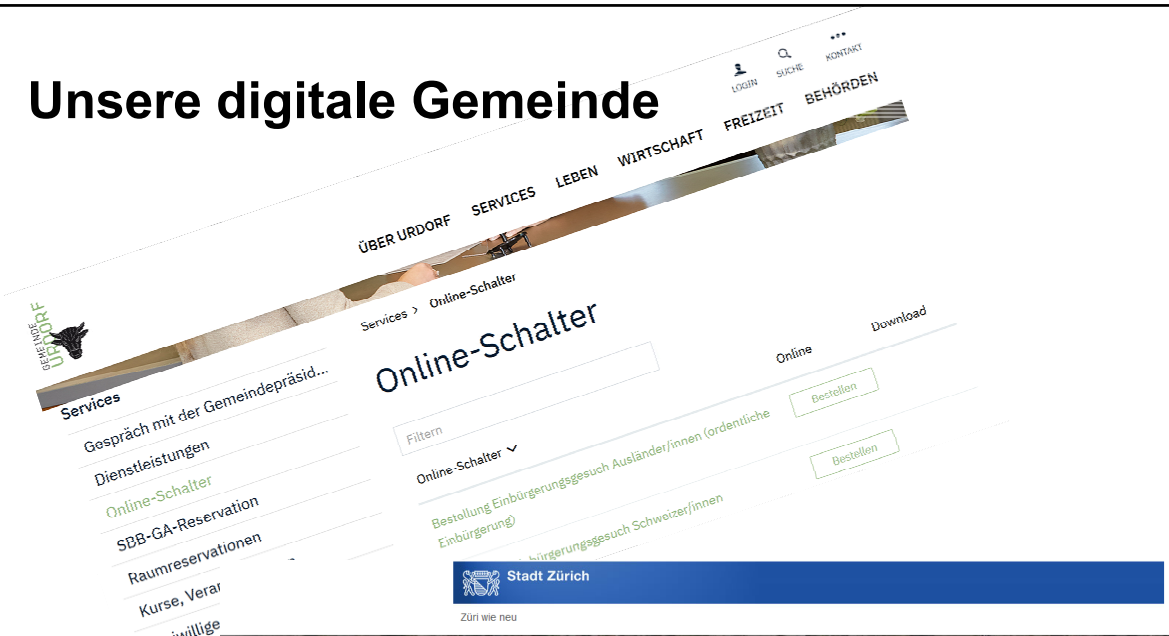 Unsere digitale Gemeinde
LOGIN
SUCHE
KONTAKT
ÜBER URDORF SERVICES LEBEN WIRTSCHAFT FREIZEIT BEHÖRDEN
GEMEINDE
URDORF
Services > Online-Schalter
Online-Schalter
Online Download
Filtern
Online-Schalter
Bestellung Einbürgerungsgesuch Ausländer/innen (ordentliche
Einbürgerung)
Bestellen
Schweizer/innen
Bestellen
Services
Gespräch mit der Gemeindepräsid...
Dienstleistungen
Online-Schalter
SBB-GA-Reservation
Raumreservationen
Kurse,
Stadt Zürich
Züri wie neu